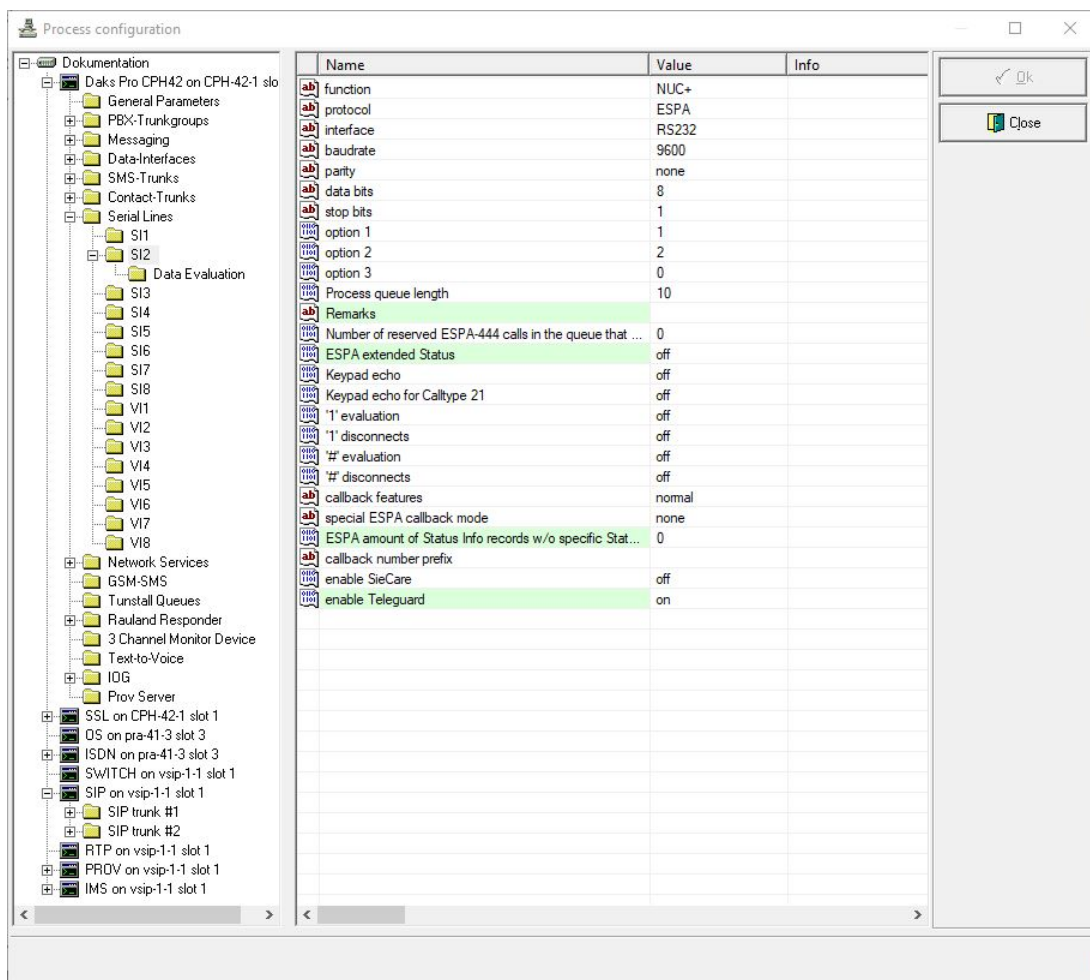 Process configuration
Dokumentation
Daks Pro CPH42 on CPH-42-1 slo
General Parameters
PBX-Trunkgroups
Messaging
Data-Interfaces
SMS-Trunks
Contact-Trunks
Serial Lines
SI1
SI2
Data Evaluation
SI3
SI4
SI5
SI6
SI7
SI8
VI1
VI2
VI3
VI4
VI5
VI6
VI7
VI8
Network Services
GSM-SMS
Tunstall Queues
Rauland Responder
3 Channel Monitor Device
Text-to-Voice
IOG
Prov Server
SSL on CPH-42-1 slot 1
OS on pra-41-3 slot 3
ISDN on pra-41-3 slot 3
SWITCH on vsip-1-1 slot 1
SIP on vsip-1-1 slot 1
SIP trunk #1
SIP trunk #2
RTP on vsip-1-1 slot 1
PROV on vsip-1-1 slot 1
IMS on vsip-1-1 slot 1
Name Value Info
function NUC+
protocol ESPA
interface RS232
baudrate 9600
parity none
data bits 8
stop bits 1
option 1 1
option 2 2
option 3 0
Process queue length 10
Remarks
Number of reserved ESPA-444 calls in the queue that ... 0
ESPA extended Status off
Keypad echo off
Keypad echo for Calltype 21 off
'1' evaluation off
'1' disconnects off
'#' evaluation off
'#' disconnects off
callback features normal
special ESPA callback mode none
ESPA amount of Status Info records w/o specific Stat... 0
callback number prefix
enable SieCare off
enable Teleguard on
Ok
Close